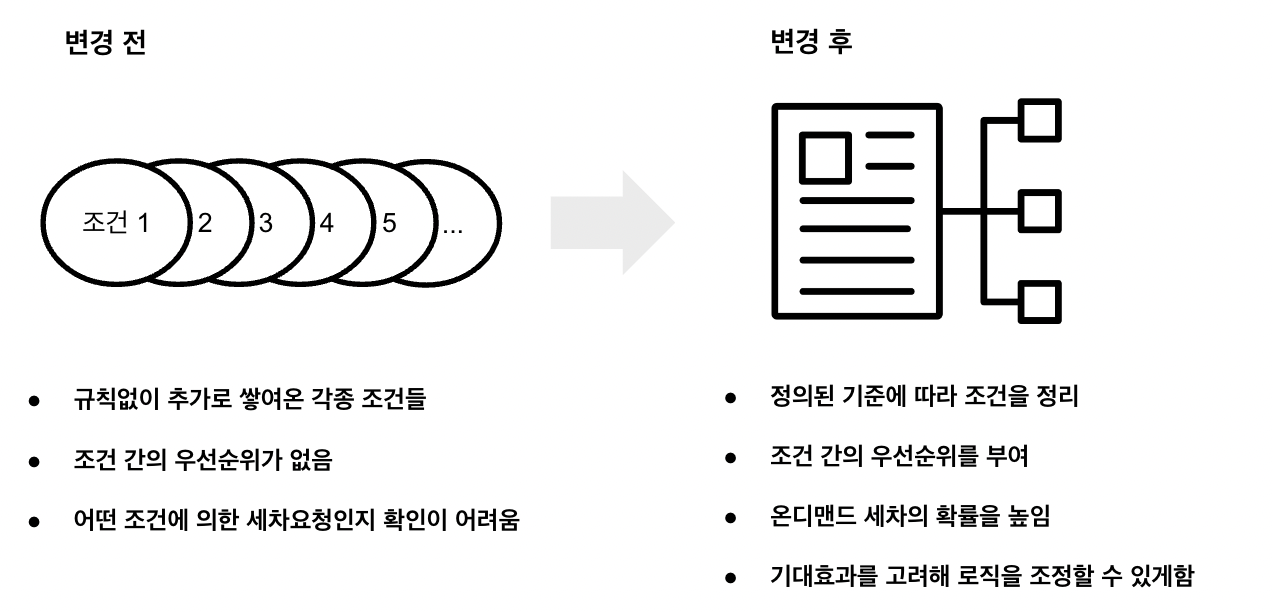 변경 전
조건 1 2 3 4 5 ...
● 규칙없이 추가로 쌓여온 각종 조건들
● 조건 간의 우선순위가 없음
● 어떤 조건에 의한 세차요청인지 확인이 어려움
변경 후
● 정의된 기준에 따라 조건을 정리
● 조건 간의 우선순위를 부여
● 온디맨드 세차의 확률을 높임
● 기대효과를 고려해 로직을 조정할 수 있게함